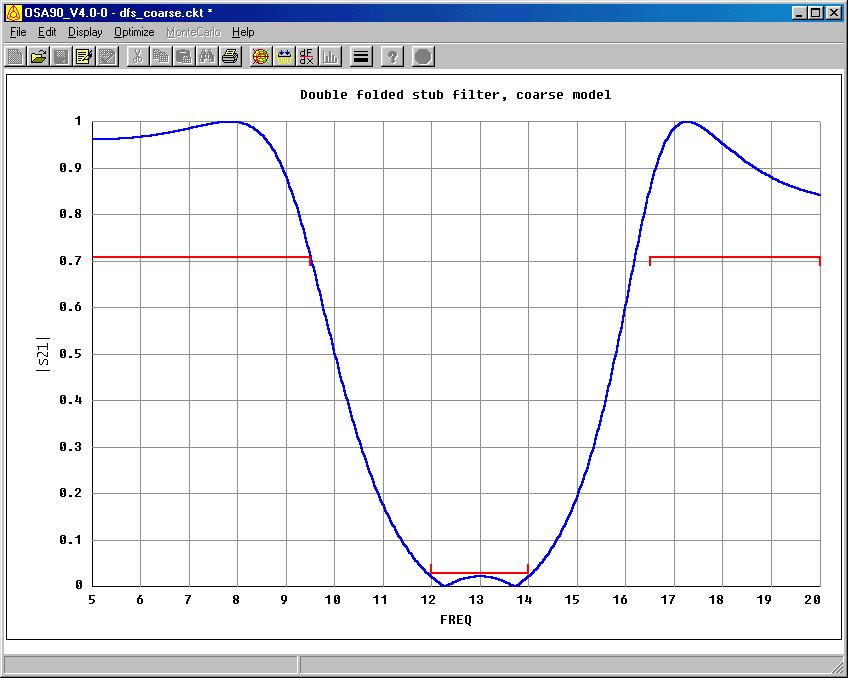 OSA90_V4.0-0 - dfs_coarse.ckt *
File Edit Display Optimize MonteCarlo Help
Double folded stub filter, coarse model
1
0.9
0.8
0.7
0.6
0.5
0.4
0.3
0.2
0.1
0
|S21|
5 6 7 8 9 10 11 12 13 14 15 16 17 18 19 20
FREQ